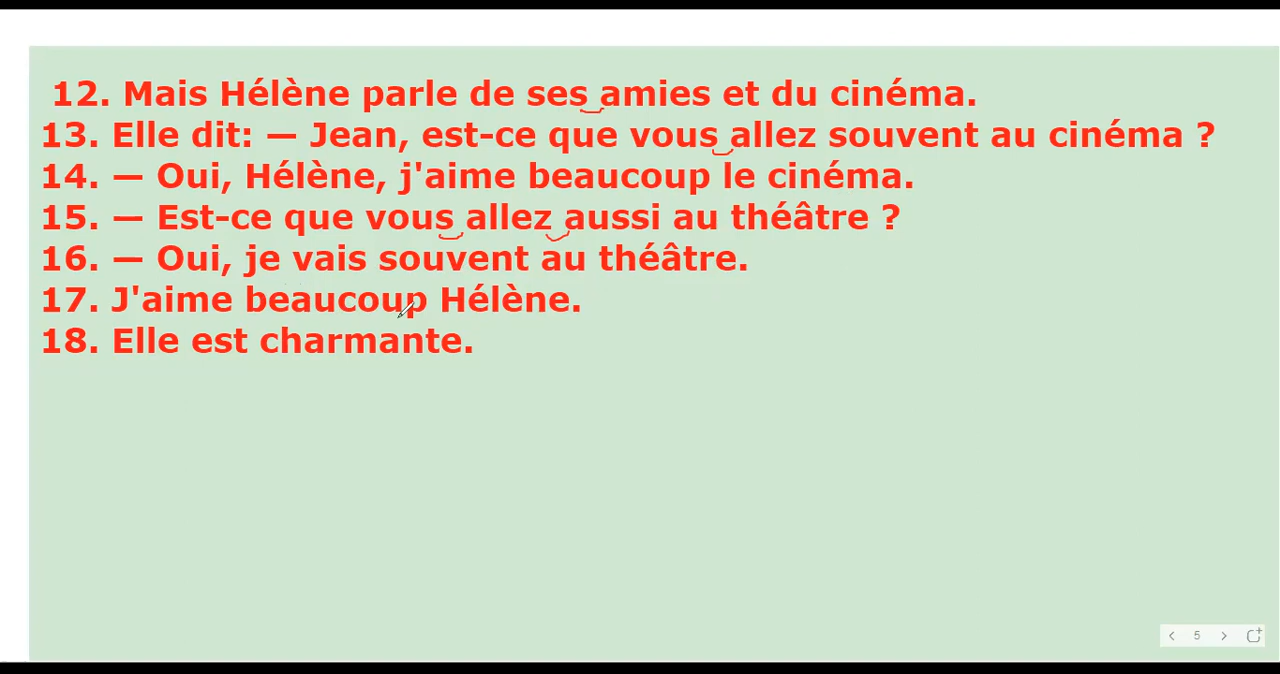 12. Mais Hélène parle de ses amies et du cinéma.
13. Elle dit: — Jean, est-ce que vous allez souvent au cinéma ?
14. — Oui, Hélène, j'aime beaucoup le cinéma.
15. — Est-ce que vous allez aussi au théâtre ?
16. — Oui, je vais souvent au théâtre.
17. J'aime beaucoup Hélène.
18. Elle est charmante.
5